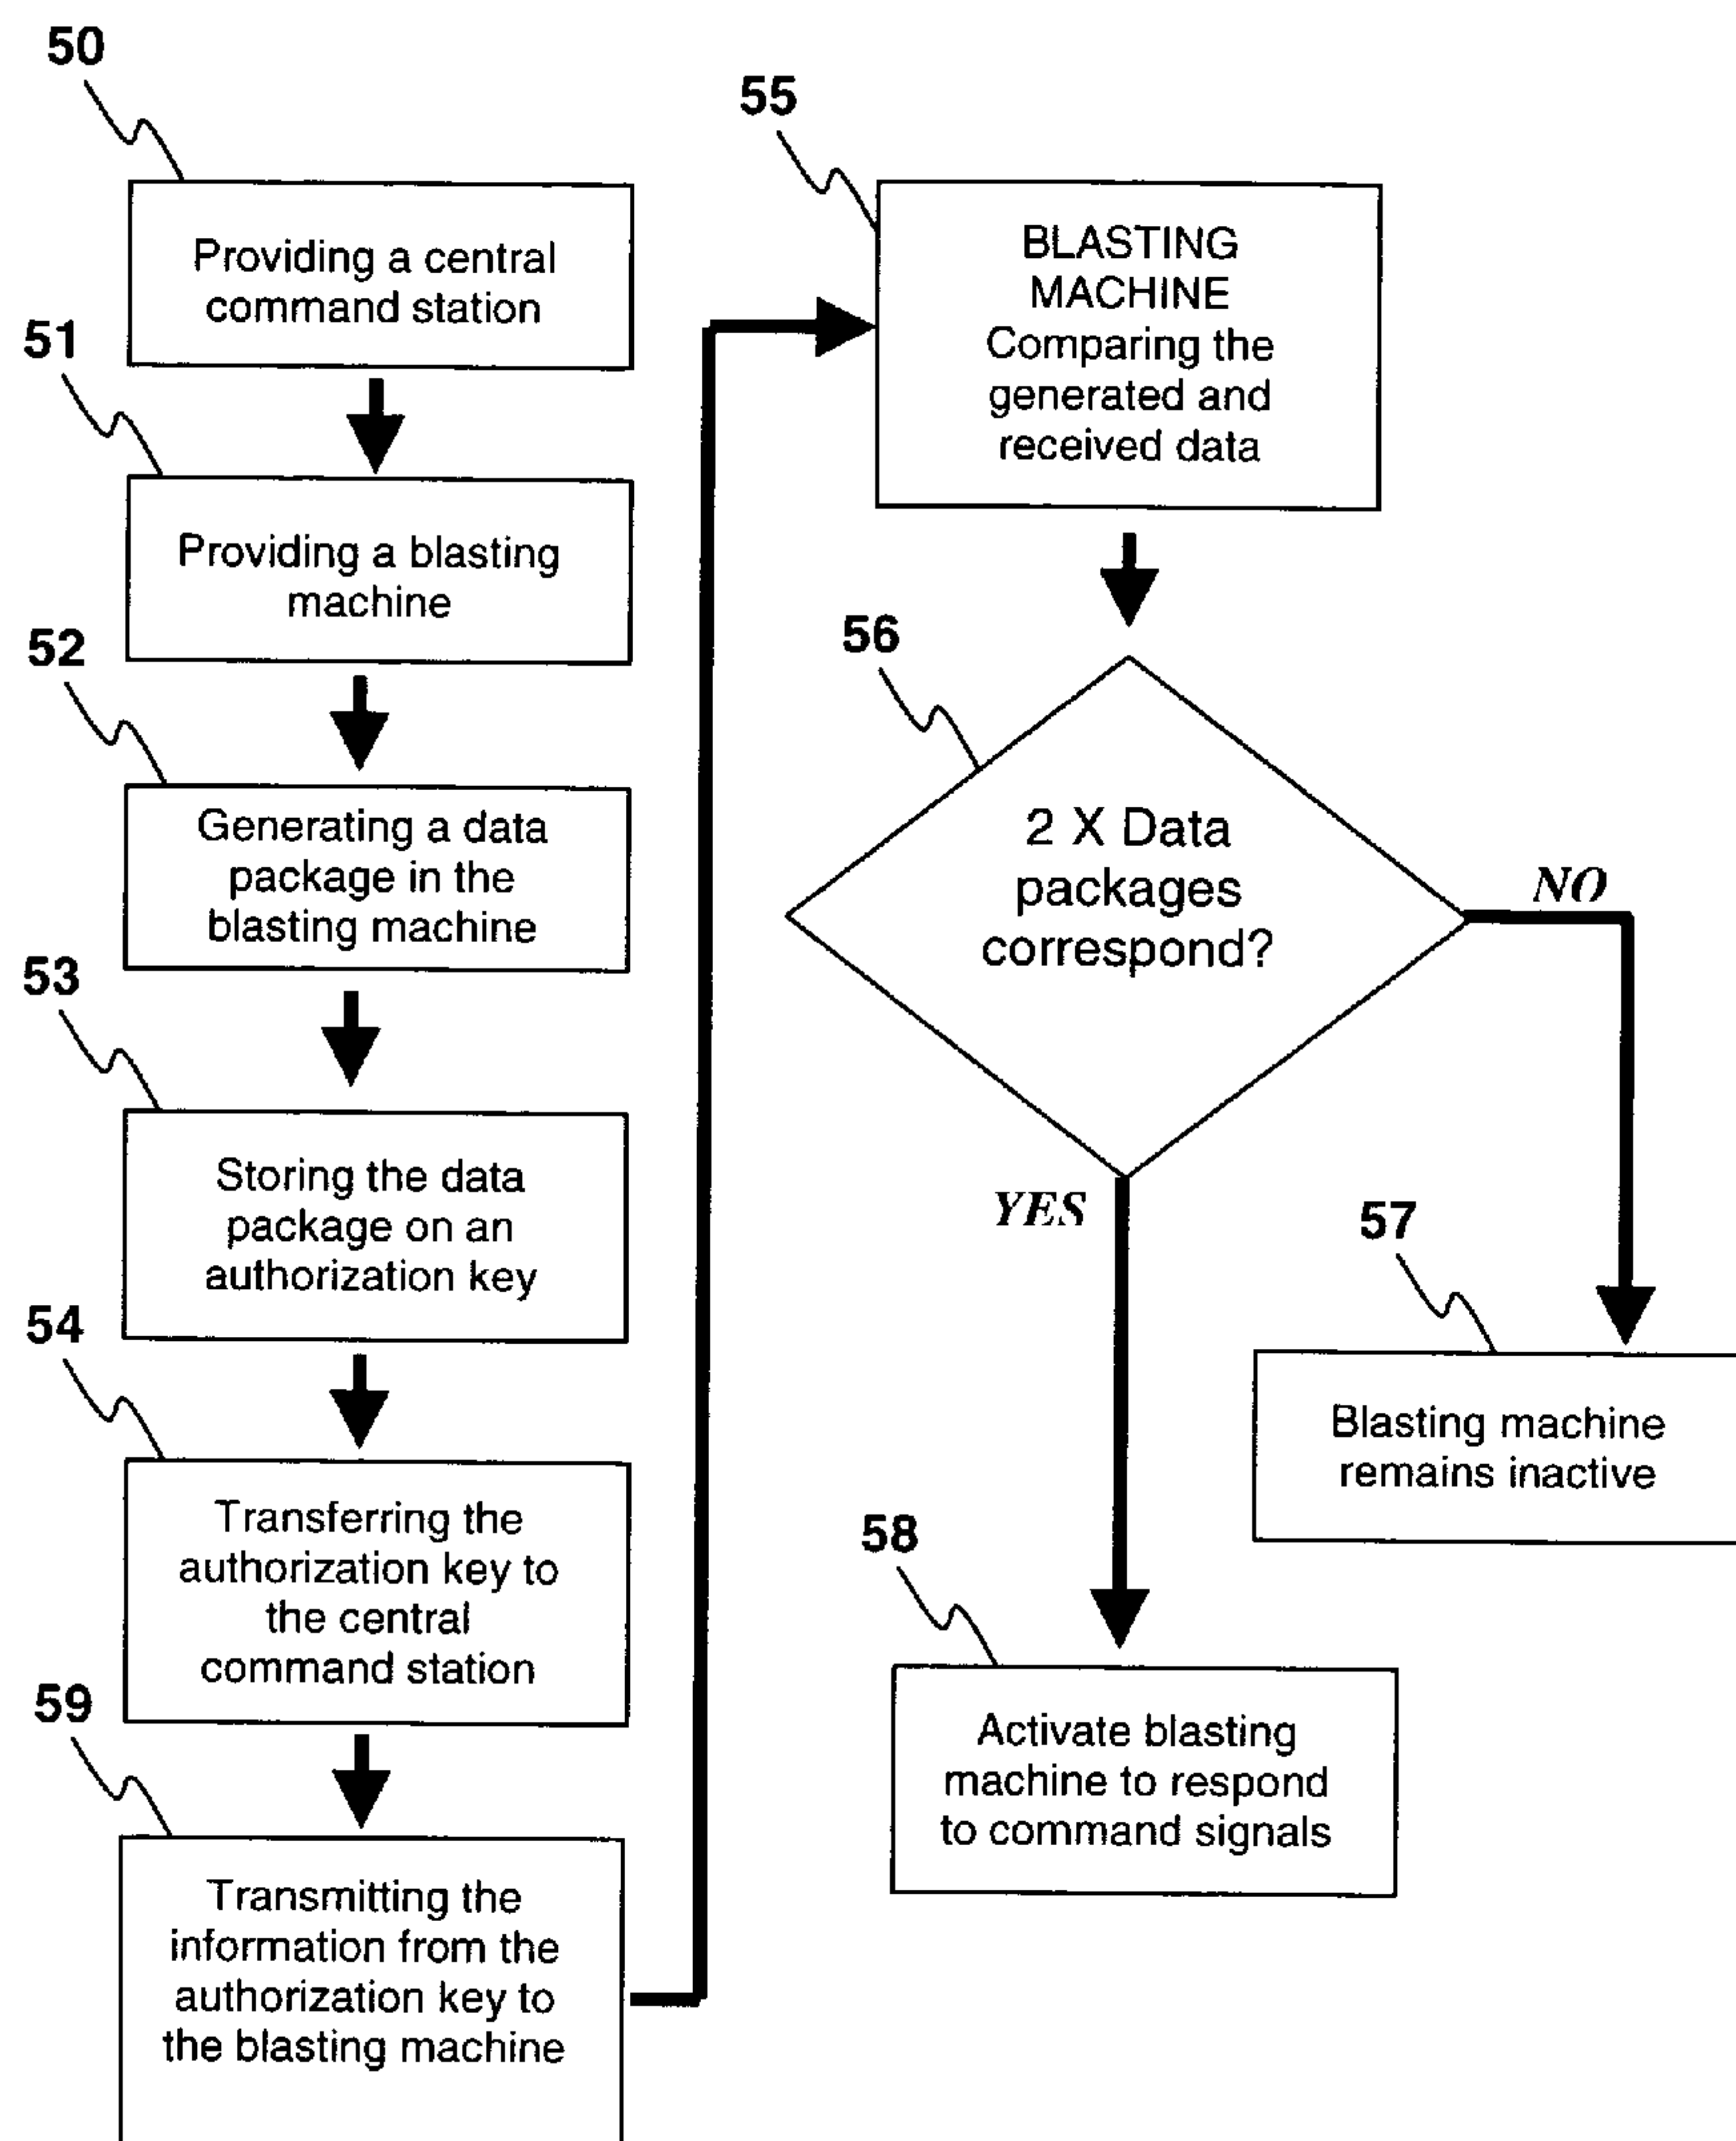 50
Providing a central
command station
51
Providing a blasting
machine
52
Generating a data
package in the
blasting machine
53
Storing the data
package on an
authorization key
54
Transferring the
authorization key to
the central
command station
59
Transmitting the
information from the
authorization key to
the blasting machine
55
BLASTING
MACHINE
Comparing the
generated and
received data
56
2 X Data
packages
correspond?
NO
YES
57
Blasting machine
remains inactive
58
Activate blasting
machine to respond
to command signals